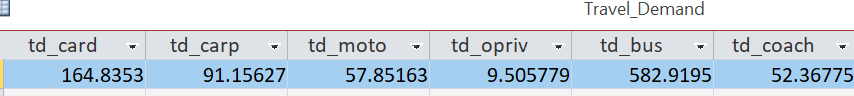 Travel_Demand
td_card td_carp td_moto td_opriv td_bus td_coach
164.8353 91.15627 57.85163 9.505779 582.9195 52.36775